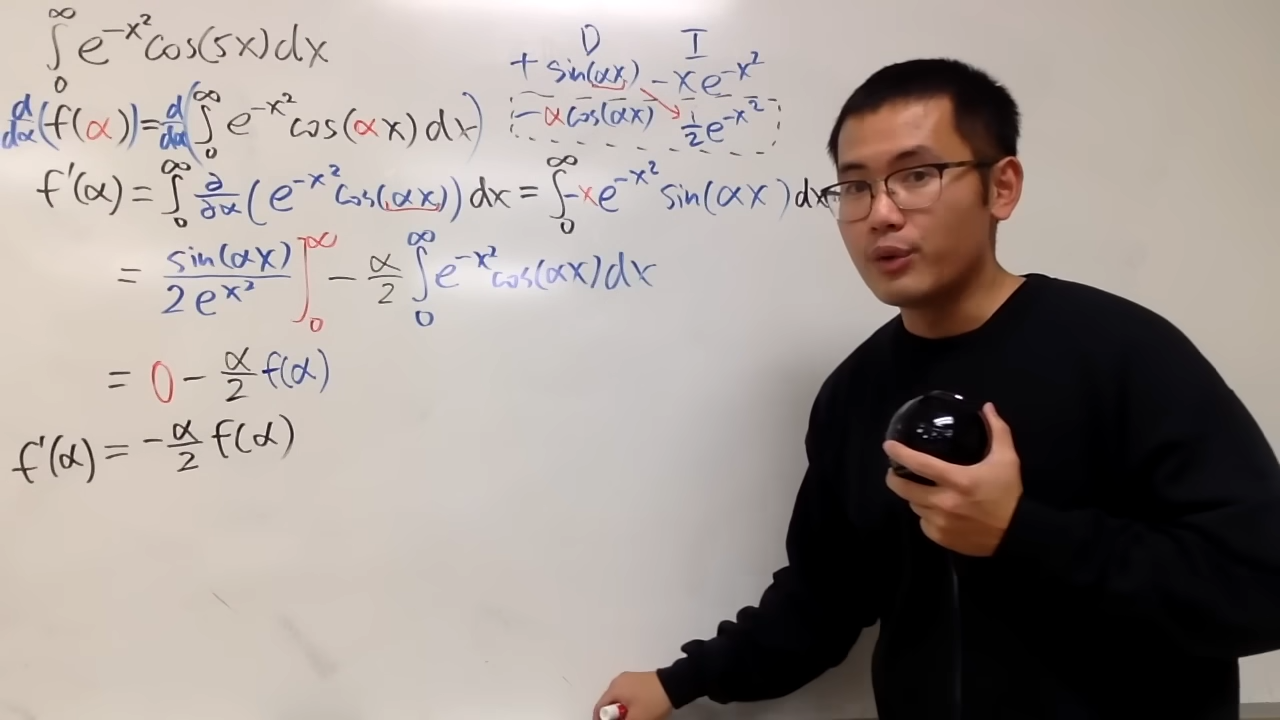 ∫₀^∞ e^{-x²} cos(5x) dx
d/dα (f(α)) = d/dα (∫₀^∞ e^{-x²} cos(αx) dx)
f'(α) = ∫₀^∞ ∂/∂α (e^{-x²} cos(αx)) dx = ∫₀^∞ -x e^{-x²} sin(αx) dx
= sin(αx)/(2e^{x²}) ]₀^∞ - α/2 ∫₀^∞ e^{-x²} cos(αx) dx
= 0 - α/2 f(α)
f'(α) = -α/2 f(α)
D I
+ sin(αx) -x e^{-x²}
- α cos(αx) 1/2 e^{-x²}